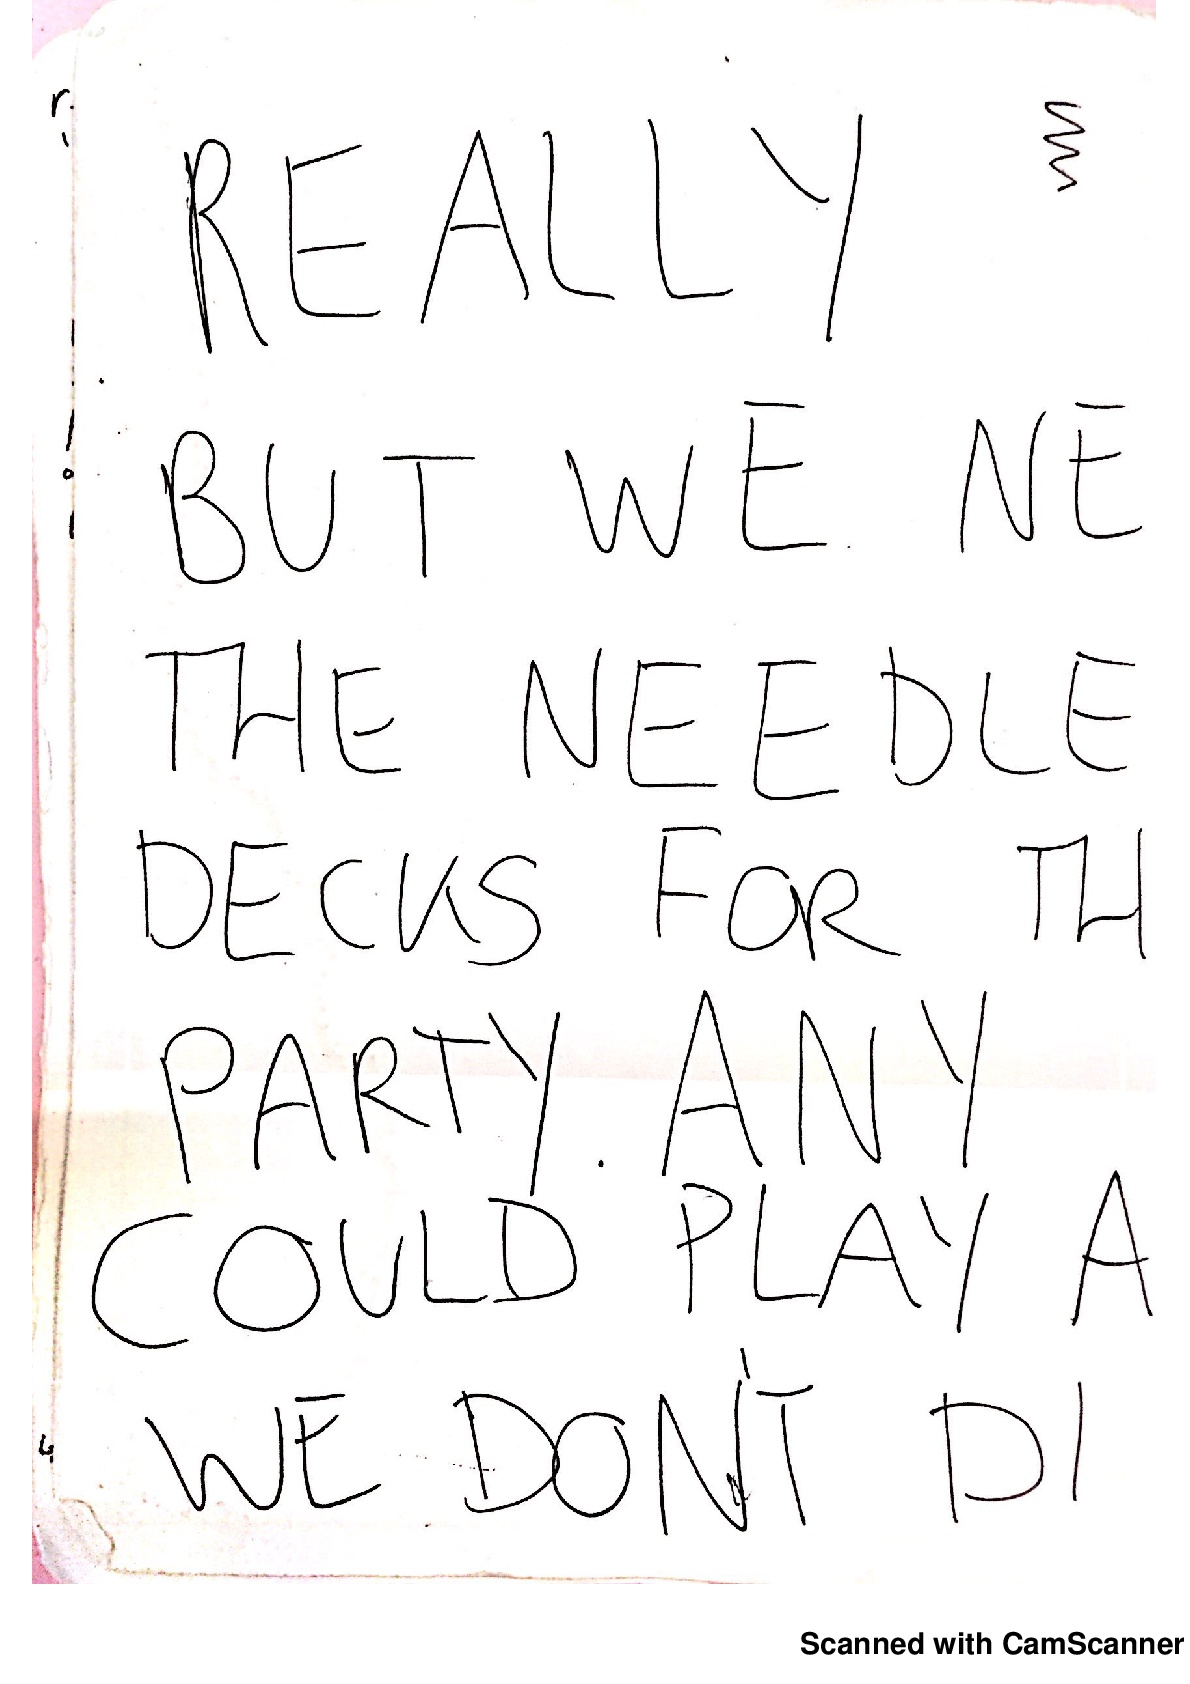 REALLY
BUT WE NE
THE NEEDLE
DECKS FOR TH
PARTY. ANY
COULD PLAY A
WE DON'T DI
Scanned with CamScanner